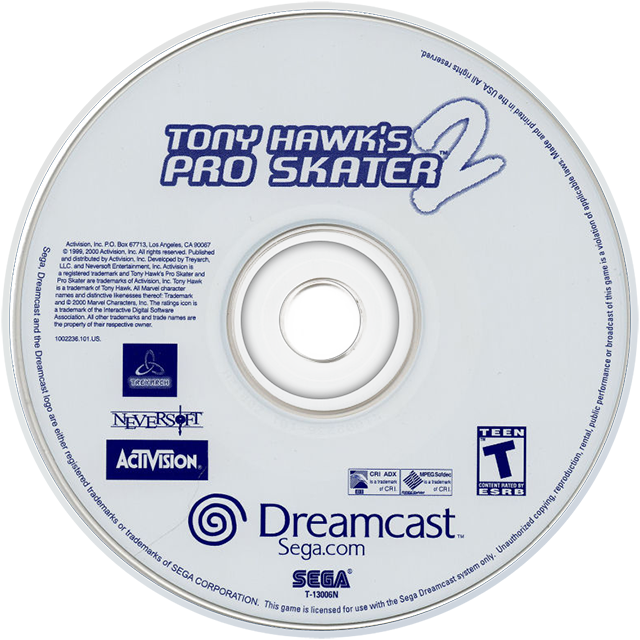 TONY HAWK'S
PRO SKATER™ 2
Activision, Inc. P.O. Box 67713, Los Angeles, CA 90067
© 1999, 2000 Activision, Inc. All rights reserved. Published
and distributed by Activision, Inc. Developed by Treyarch,
LLC. and Neversoft Entertainment, Inc. Activision is
a registered trademark and Tony Hawk's Pro Skater and
Pro Skater are trademarks of Activision, Inc. Tony Hawk
is a trademark of Tony Hawk, All Marvel character
names and distinctive likenesses thereof: Trademark
and © 2000 Marvel Characters, Inc. The ratings icon is
a trademark of the Interactive Digital Software
Association. All other trademarks and trade names are
the property of their respective owner.
1002236.101.US.
TREYARCH
NEVERSOFT
ACTIVISION.
CRI ADX
is a trademark
of CRI
MPEG Sofdec
is a trademark
of CRI
TEEN
T
CONTENT RATED BY
ESRB
Dreamcast™
Sega.com
SEGA®
T-13006N
Sega, Dreamcast and the Dreamcast logo are either registered trademarks or trademarks of SEGA CORPORATION. This game is licensed for use with the Sega Dreamcast system only. Unauthorized copying, reproduction, rental, public performance or broadcast of this game is a violation of applicable laws. Made and printed in the USA. All rights reserved.